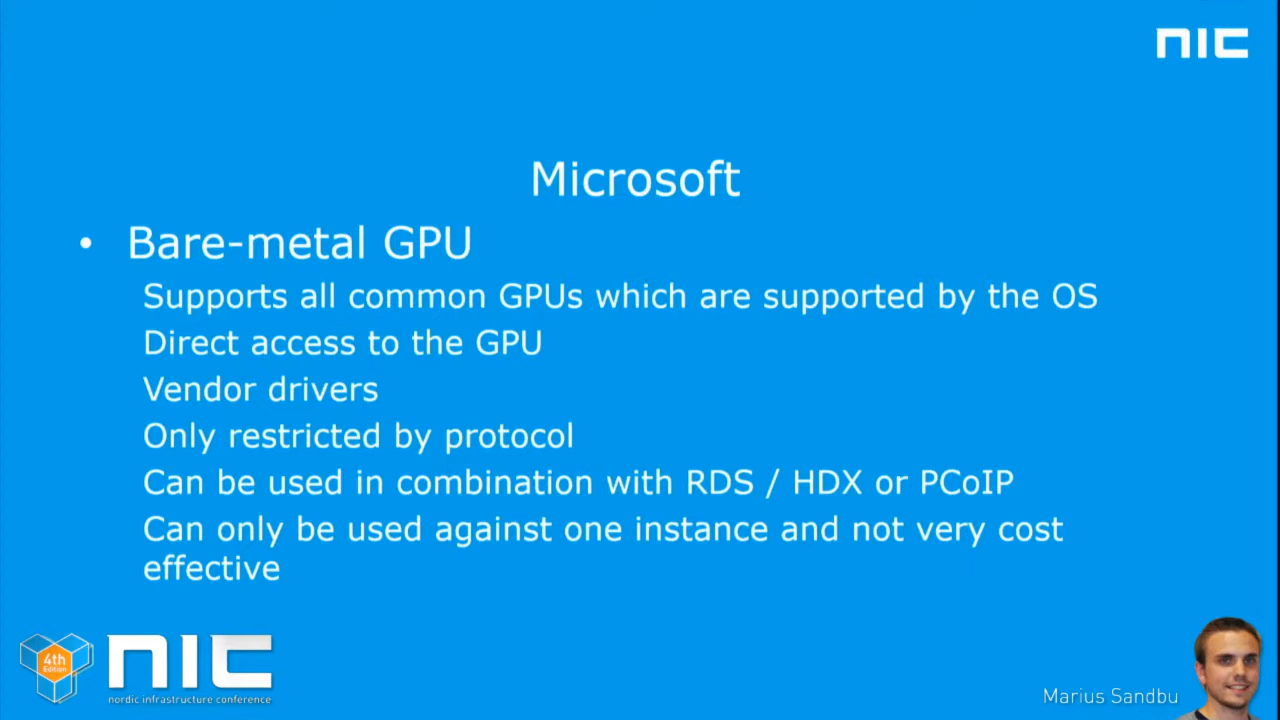 NIC
Microsoft
• Bare-metal GPU
Supports all common GPUs which are supported by the OS
Direct access to the GPU
Vendor drivers
Only restricted by protocol
Can be used in combination with RDS / HDX or PCoIP
Can only be used against one instance and not very cost
effective
4th
Edition
NIC
nordic infrastructure conference
Marius Sandbu